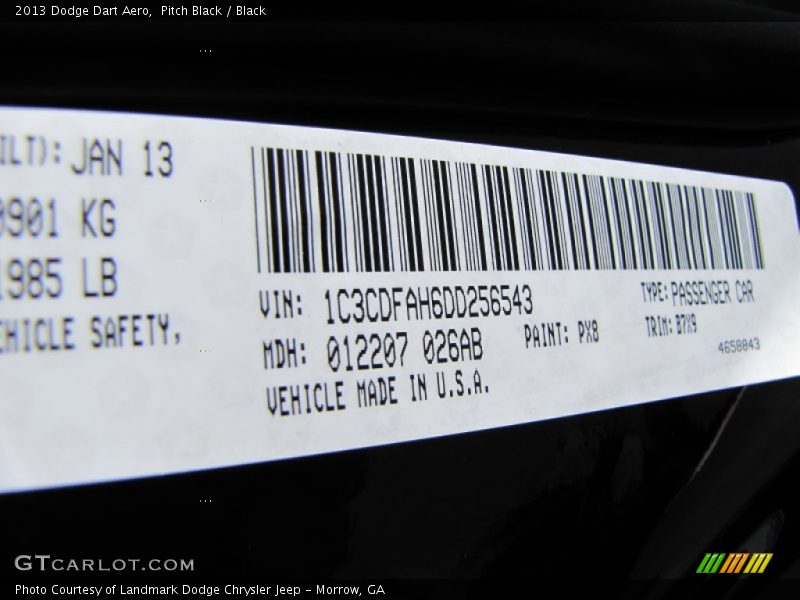 2013 Dodge Dart Aero, Pitch Black / Black
ILT): JAN 13
0901 KG
1985 LB
EHICLE SAFETY,
VIN: 1C3CDFAH6DD256543
TYPE: PASSENGER CAR
MDH: 012207 026AB
PAINT: PX8
TRIM: B7X9
4658043
VEHICLE MADE IN U.S.A.
GTCARLOT.COM
Photo Courtesy of Landmark Dodge Chrysler Jeep - Morrow, GA